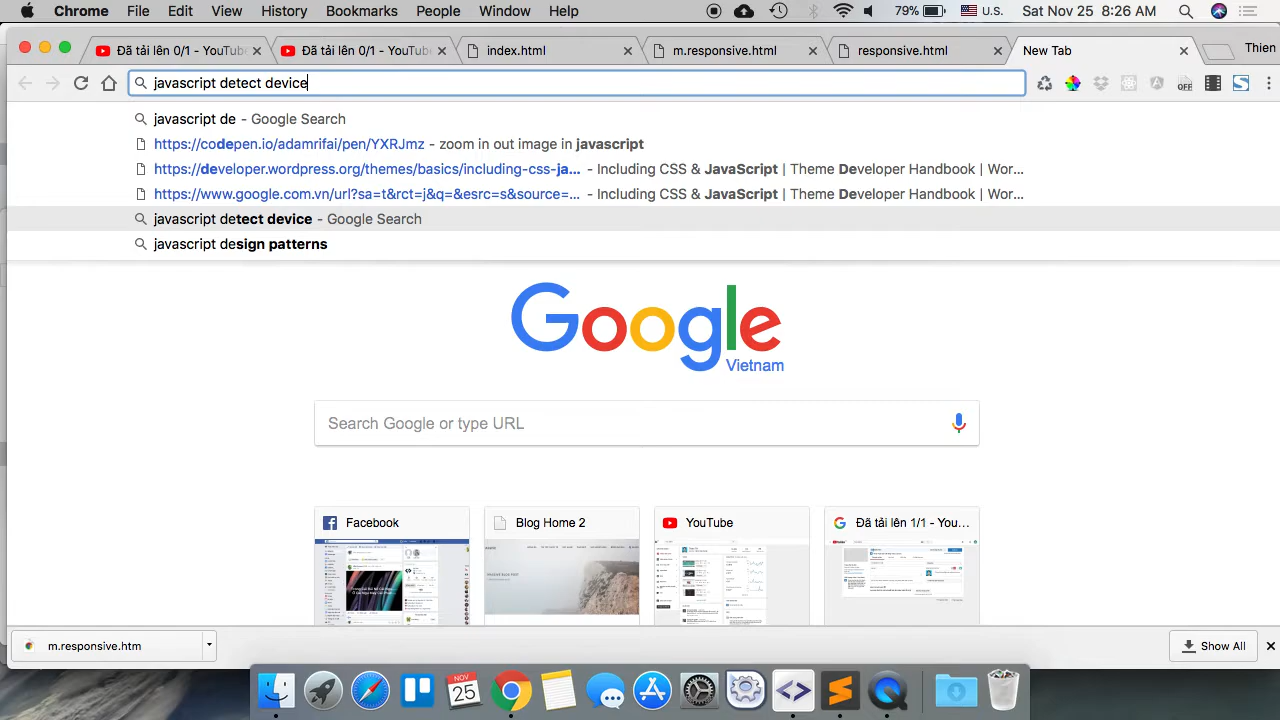 Chrome File Edit View History Bookmarks People Window Help 79% U.S. Sat Nov 25 8:26 AM
Đã tải lên 0/1 - YouTube
Đã tải lên 0/1 - YouTube
index.html
m.responsive.html
responsive.html
New Tab
Thien
javascript detect device
javascript de - Google Search
https://codepen.io/adamrifai/pen/YXRJmz - zoom in out image in javascript
https://developer.wordpress.org/themes/basics/including-css-ja... - Including CSS & JavaScript | Theme Developer Handbook | Wor...
https://www.google.com.vn/url?sa=t&rct=j&q=&esrc=s&source=... - Including CSS & JavaScript | Theme Developer Handbook | Wor...
javascript detect device - Google Search
javascript design patterns
Google
Vietnam
Search Google or type URL
Facebook
Blog Home 2
YouTube
Đã tải lên 1/1 - You...
m.responsive.htm
Show All
NOV
25